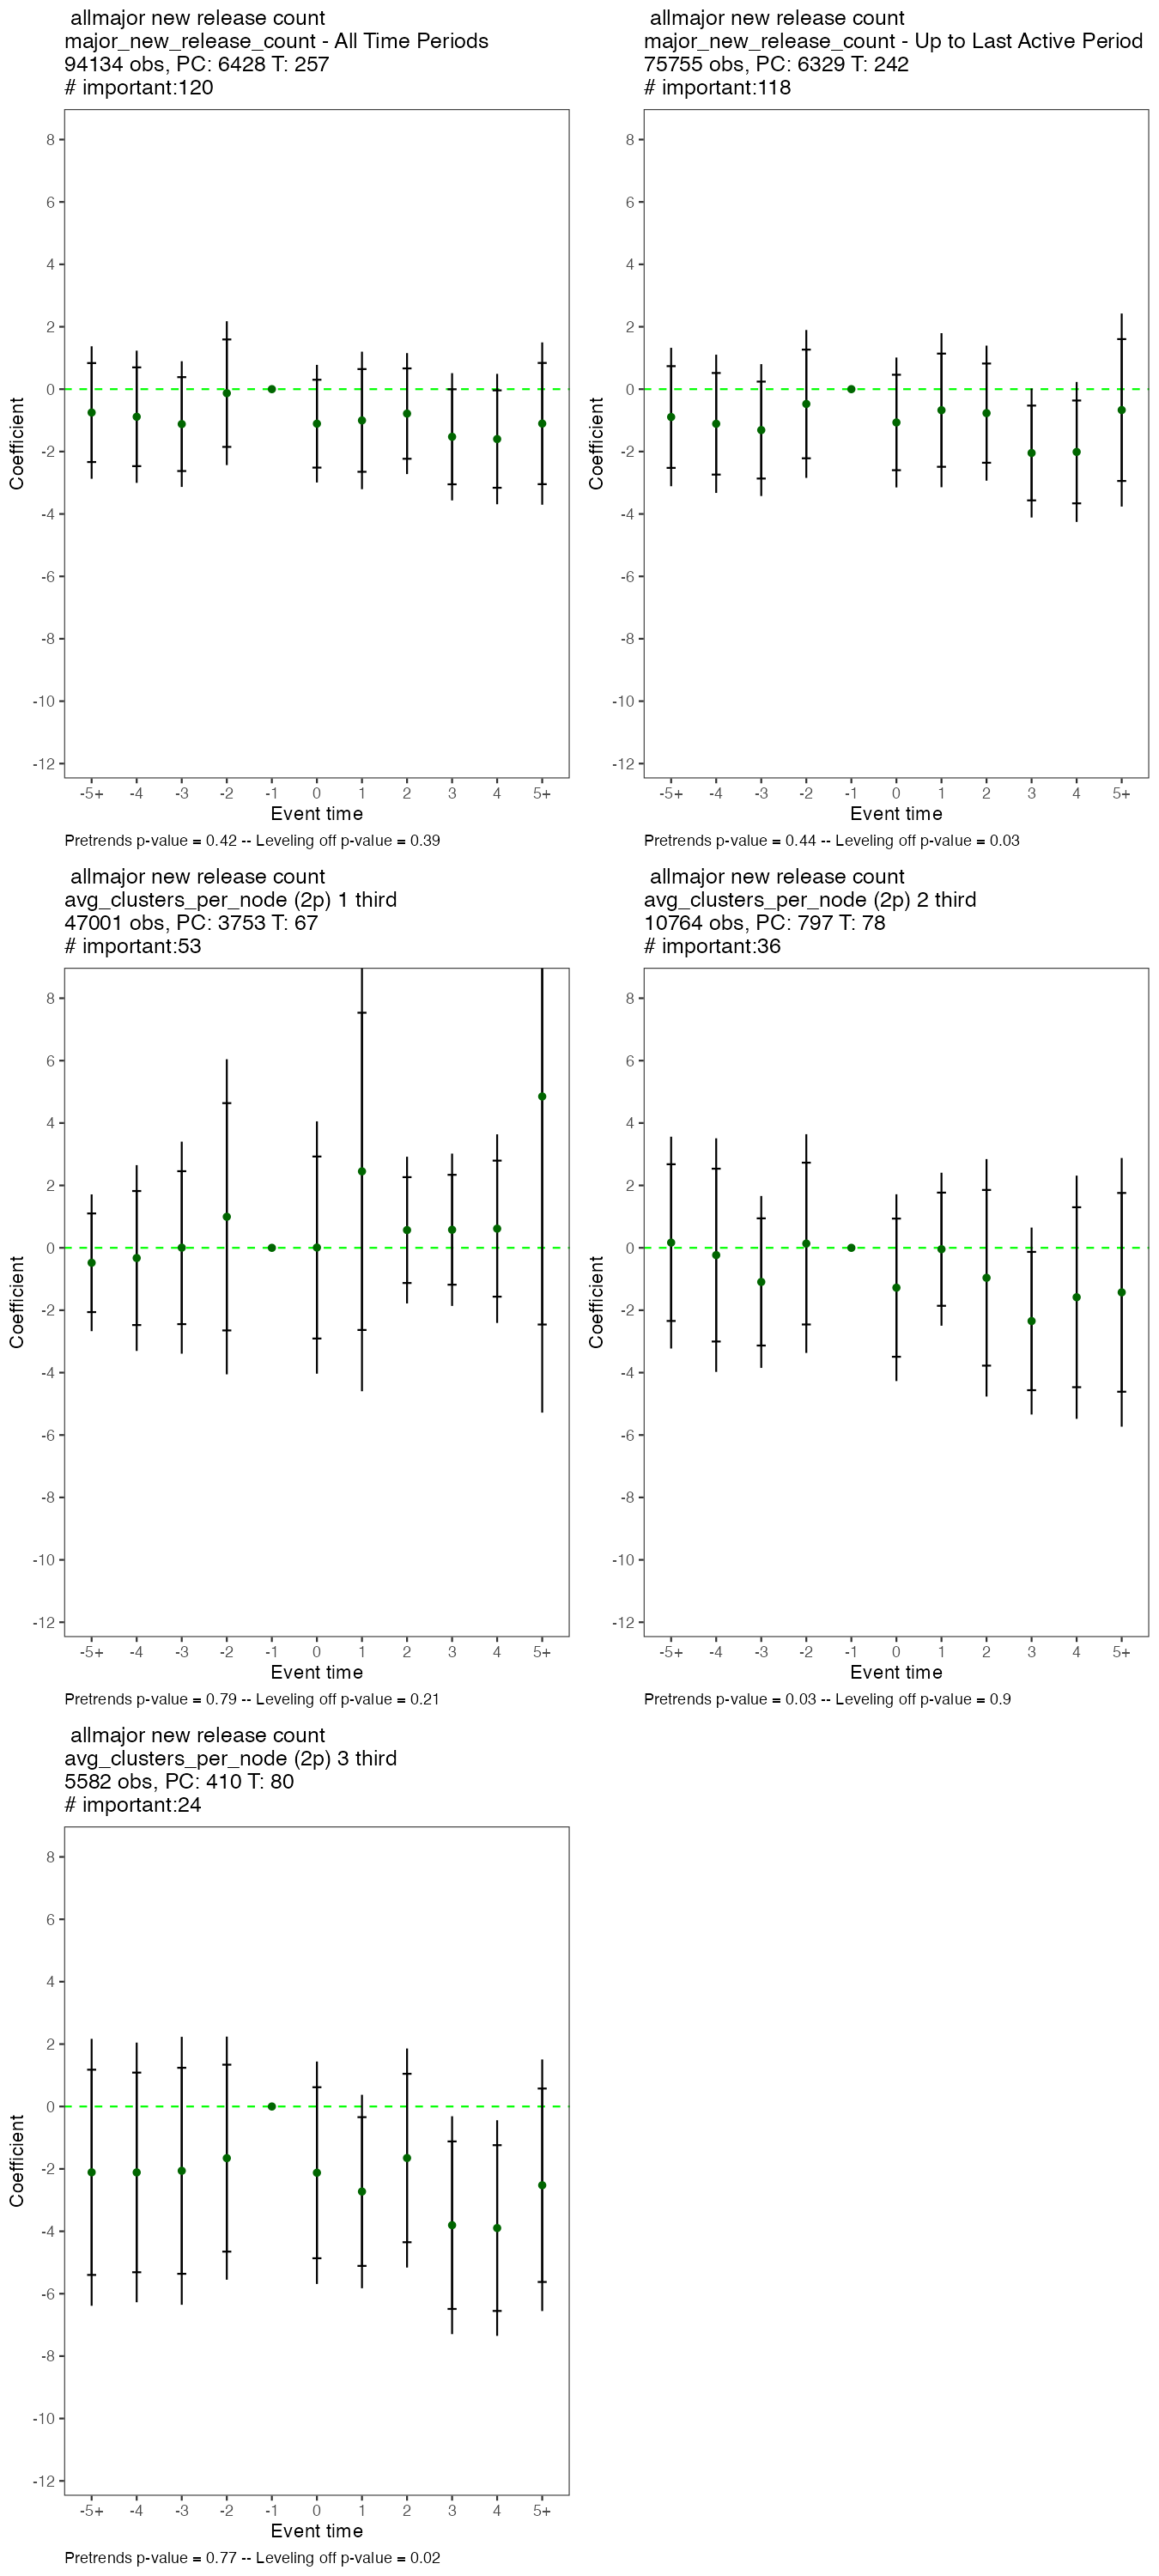 allmajor new release count
major_new_release_count - All Time Periods
94134 obs, PC: 6428 T: 257
# important:120
8
6
4
2
0
-2
-4
-6
-8
-10
-12
Coefficient
-5+ -4 -3 -2 -1 0 1 2 3 4 5+
Event time
Pretrends p-value = 0.42 -- Leveling off p-value = 0.39
allmajor new release count
major_new_release_count - Up to Last Active Period
75755 obs, PC: 6329 T: 242
# important:118
8
6
4
2
0
-2
-4
-6
-8
-10
-12
Coefficient
-5+ -4 -3 -2 -1 0 1 2 3 4 5+
Event time
Pretrends p-value = 0.44 -- Leveling off p-value = 0.03
allmajor new release count
avg_clusters_per_node (2p) 1 third
47001 obs, PC: 3753 T: 67
# important:53
8
6
4
2
0
-2
-4
-6
-8
-10
-12
Coefficient
-5+ -4 -3 -2 -1 0 1 2 3 4 5+
Event time
Pretrends p-value = 0.79 -- Leveling off p-value = 0.21
allmajor new release count
avg_clusters_per_node (2p) 2 third
10764 obs, PC: 797 T: 78
# important:36
8
6
4
2
0
-2
-4
-6
-8
-10
-12
Coefficient
-5+ -4 -3 -2 -1 0 1 2 3 4 5+
Event time
Pretrends p-value = 0.03 -- Leveling off p-value = 0.9
allmajor new release count
avg_clusters_per_node (2p) 3 third
5582 obs, PC: 410 T: 80
# important:24
8
6
4
2
0
-2
-4
-6
-8
-10
-12
Coefficient
-5+ -4 -3 -2 -1 0 1 2 3 4 5+
Event time
Pretrends p-value = 0.77 -- Leveling off p-value = 0.02